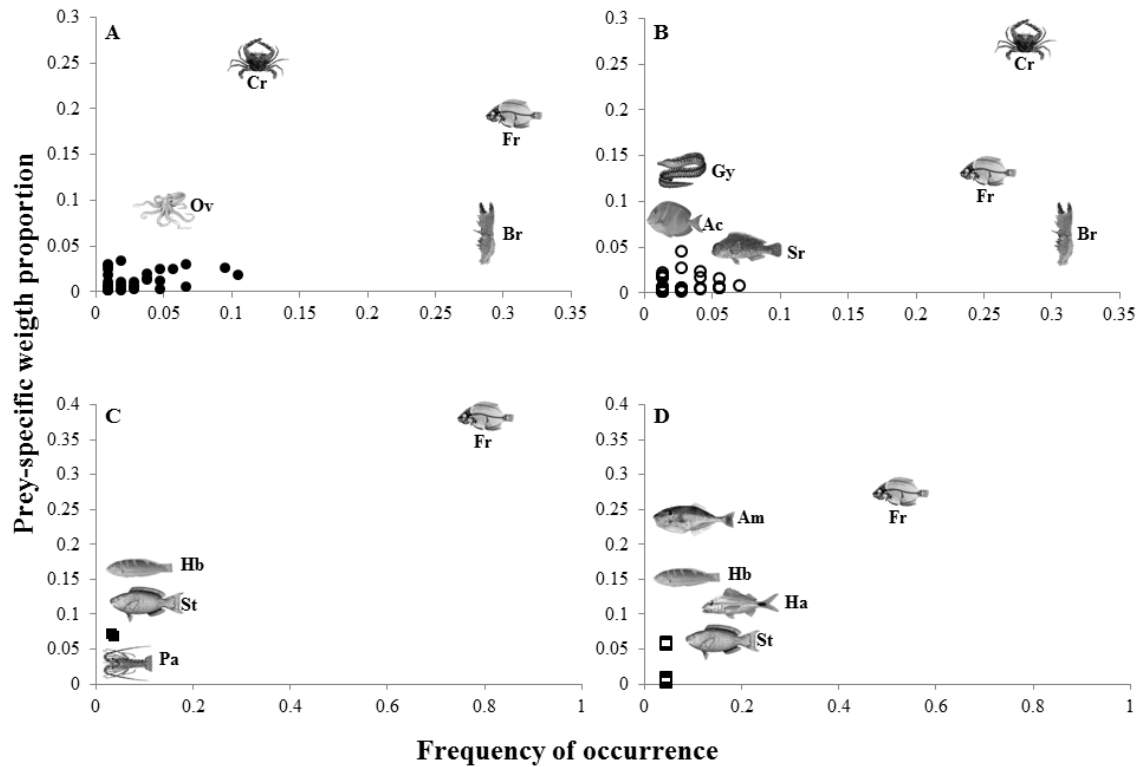 Prey-specific weigth proportion
A
0.3
0.25
0.2
0.15
0.1
0.05
0
Cr
Fr
Ov
Br
0 0.05 0.1 0.15 0.2 0.25 0.3 0.35
B
0.3
0.25
0.2
0.15
0.1
0.05
0
Cr
Gy
Fr
Ac
Br
Sr
0 0.05 0.1 0.15 0.2 0.25 0.3 0.35
C
0.4
0.35
0.3
0.25
0.2
0.15
0.1
0.05
0
Fr
Hb
St
Pa
0 0.2 0.4 0.6 0.8 1
D
0.4
0.35
0.3
0.25
0.2
0.15
0.1
0.05
0
Am
Fr
Hb
Ha
St
0 0.2 0.4 0.6 0.8 1
Frequency of occurrence